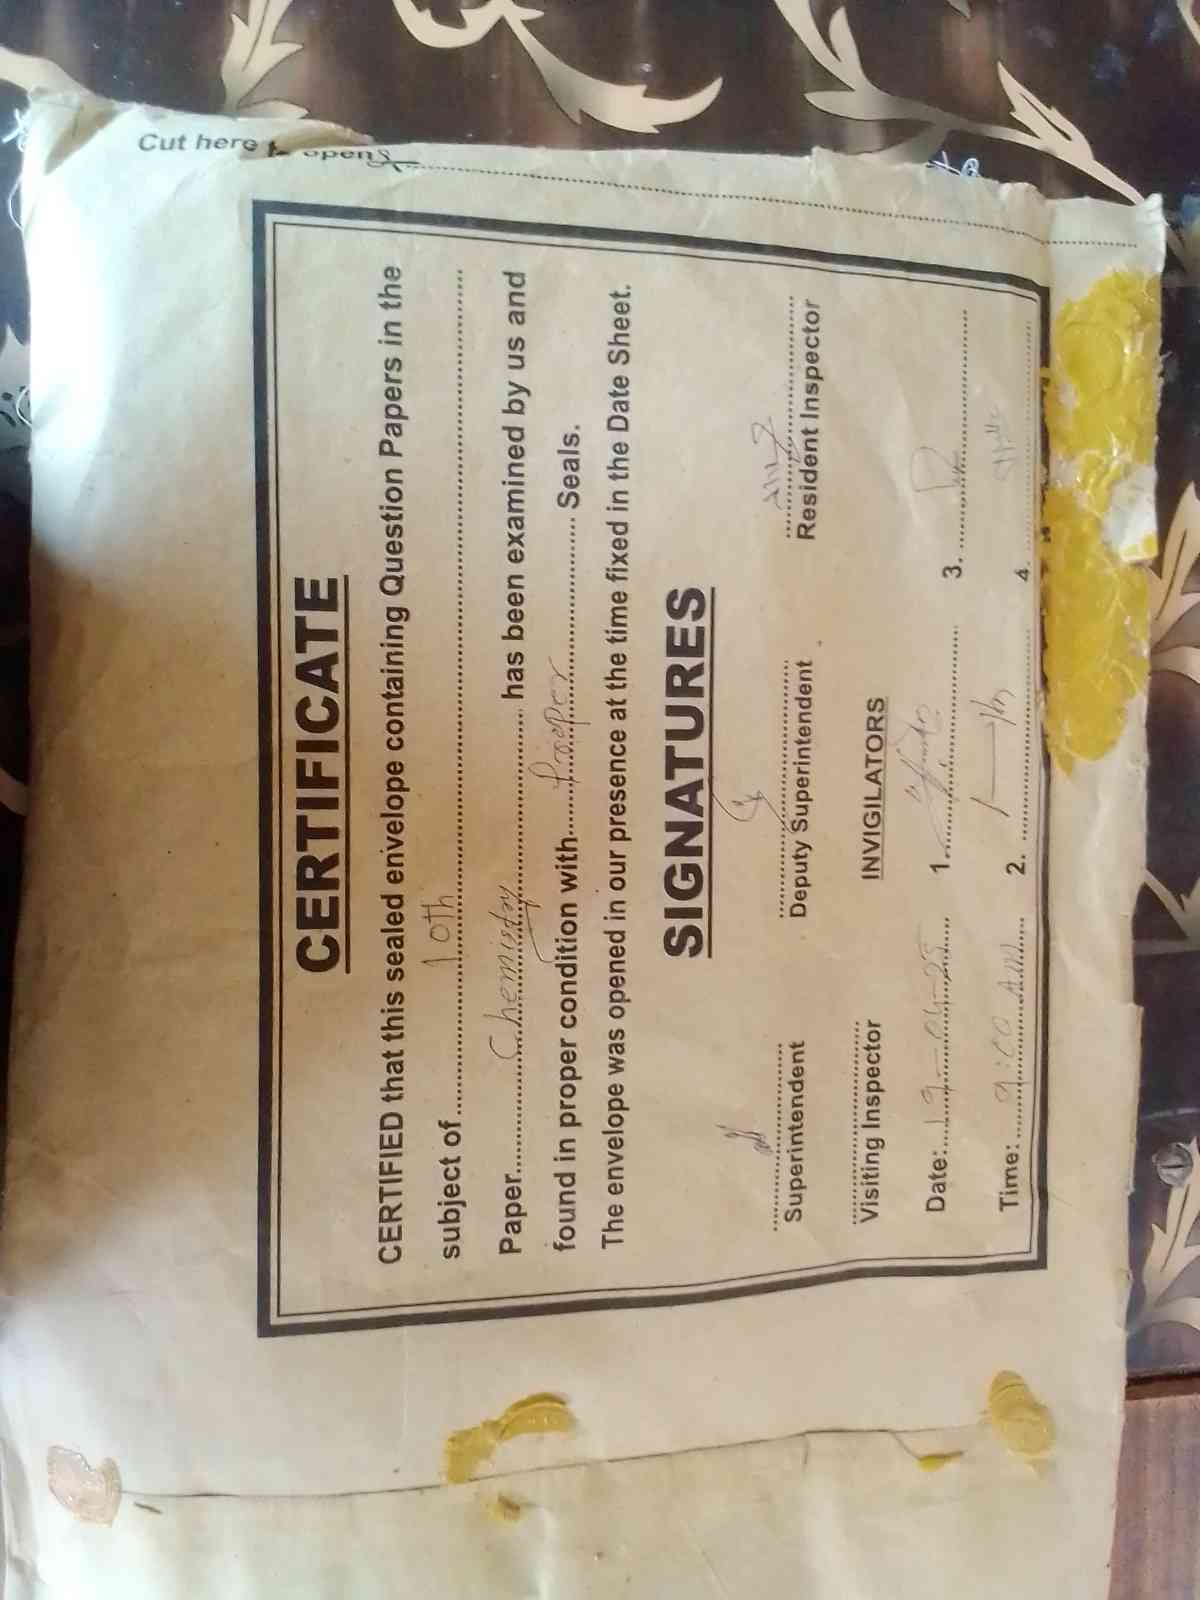 Cut here to open
CERTIFICATE
CERTIFIED that this sealed envelope containing Question Papers in the
subject of 10th
Paper Chemistry has been examined by us and
found in proper condition with Proper Seals.
The envelope was opened in our presence at the time fixed in the Date Sheet.
SIGNATURES
Superintendent Deputy Superintendent Resident Inspector
Visiting Inspector INVIGILATORS
Date: 19-04-25 1. 3.
Time: 9:00 AM 2. 4.